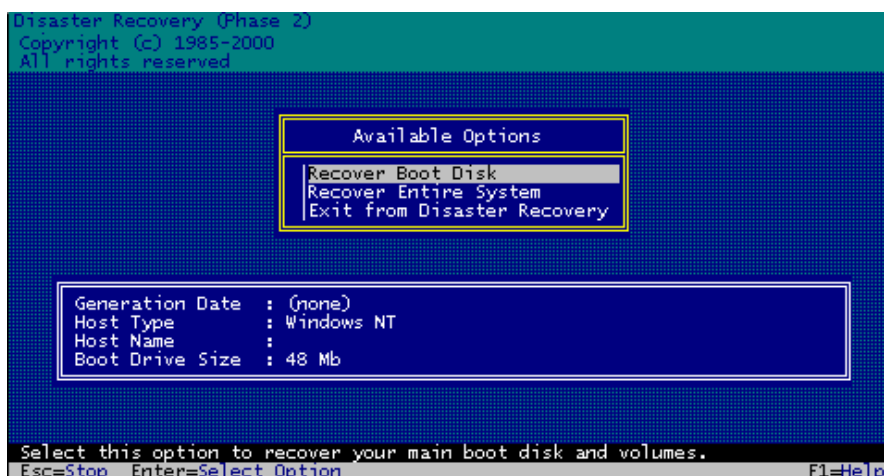 Disaster Recovery (Phase 2)
Copyright (c) 1985-2000
All rights reserved
Available Options
Recover Boot Disk
Recover Entire System
Exit from Disaster Recovery
Generation Date : (none)
Host Type : Windows NT
Host Name :
Boot Drive Size : 48 Mb
Select this option to recover your main boot disk and volumes.
Esc=Stop Enter=Select Option F1=Help